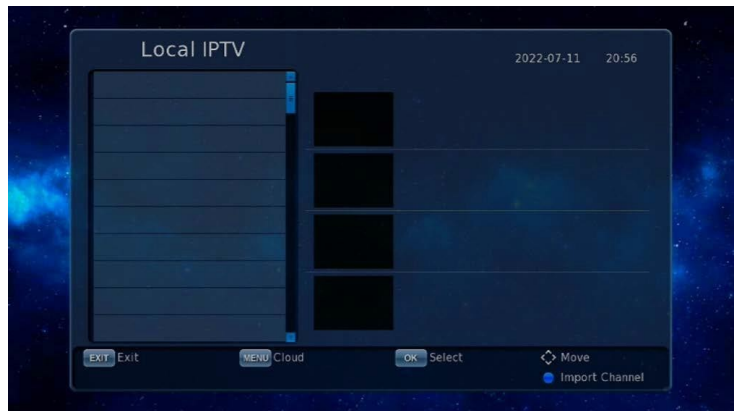 Local IPTV
2022-07-11 20:56
EXIT Exit MENU Cloud OK Select Move
Import Channel